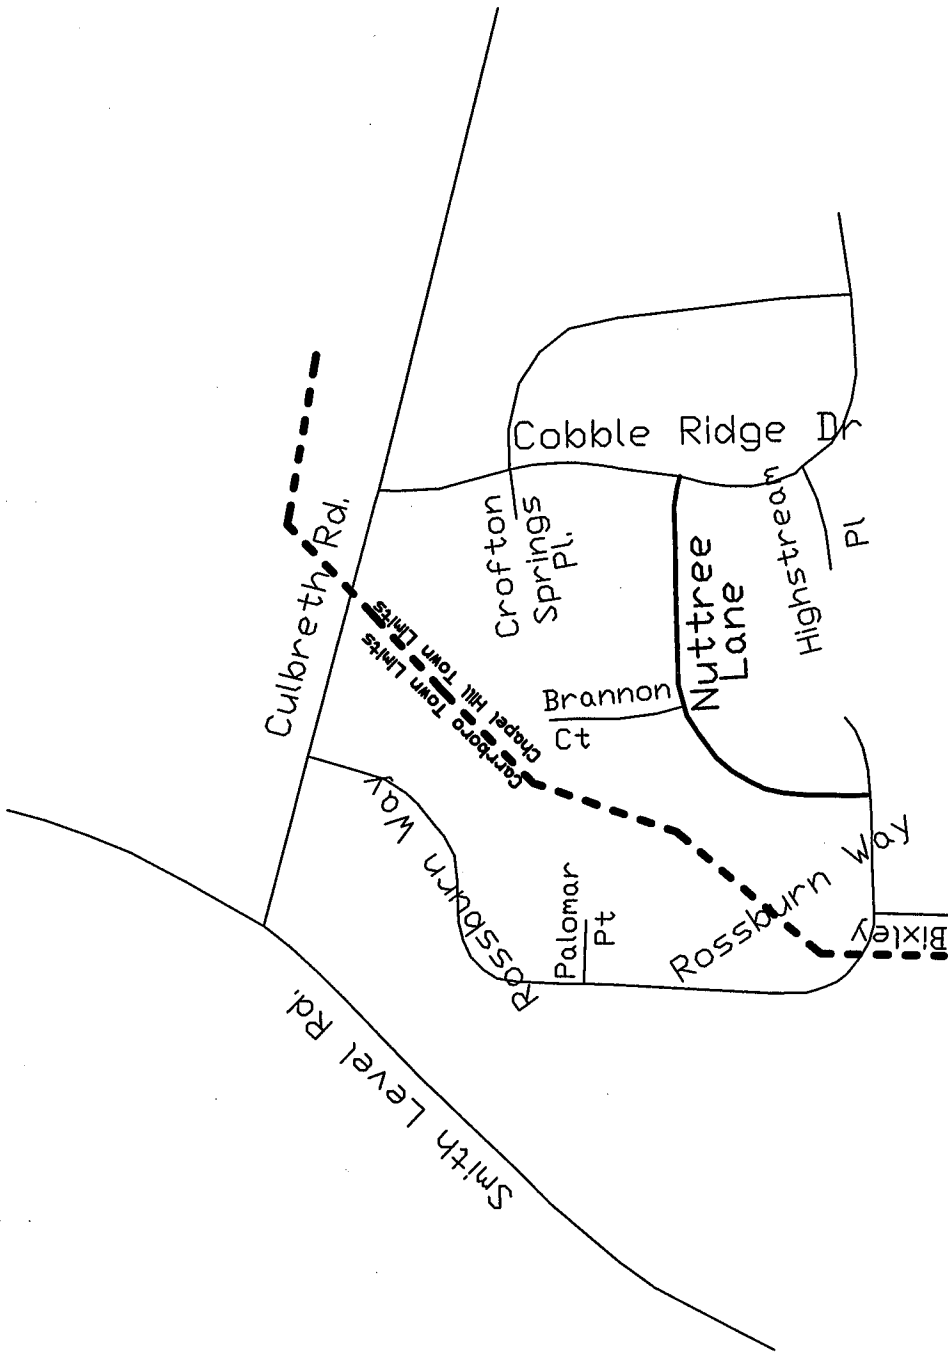 Culbreth Rd.
Cobble Ridge Dr
Crofton
Springs
Pl.
Highstream
Pl
Nuttree
Lane
Brannon
Ct
Chapel Hill Town Limits
Carrboro Town Limits
Rossburn Way
Palomar
Pt
Rossburn Way
Bixley
Smith Level Rd.